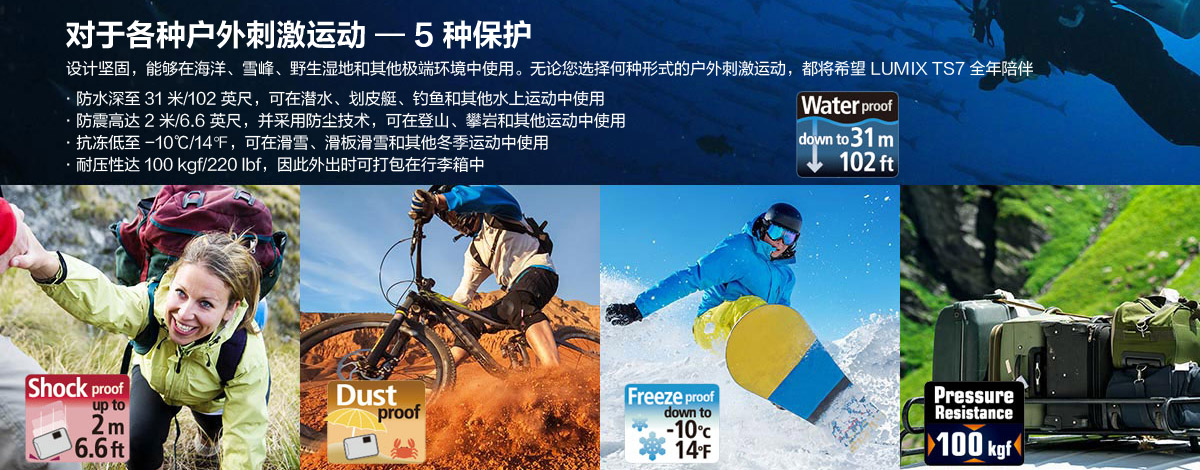 对于各种户外刺激运动 — 5 种保护
设计坚固，能够在海洋、雪峰、野生湿地和其他极端环境中使用。无论您选择何种形式的户外刺激运动，都将希望 LUMIX TS7 全年陪伴
· 防水深至 31 米/102 英尺，可在潜水、划皮艇、钓鱼和其他水上运动中使用
· 防震高达 2 米/6.6 英尺，并采用防尘技术，可在登山、攀岩和其他运动中使用
· 抗冻低至 −10℃/14℉，可在滑雪、滑板滑雪和其他冬季运动中使用
· 耐压性达 100 kgf/220 lbf，因此外出时可打包在行李箱中
Water proof
down to 31 m
102 ft
Shock proof
up to
2 m
6.6 ft
Dust
proof
Freeze proof
down to
-10°C
14°F
Pressure
Resistance
100 kgf